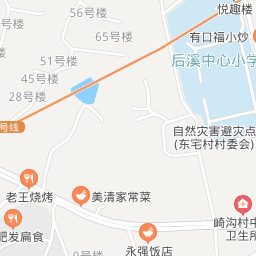 56号楼
悦趣楼
65号楼
有口福小炒
51号楼
后溪中心小学
45号楼
28号楼
号线
自然灾害避灾点
(东宅村村委会)
老王烧烤
美清家常菜
崎沟村中
卫生所
肥发扁食
永强饭店
9号楼